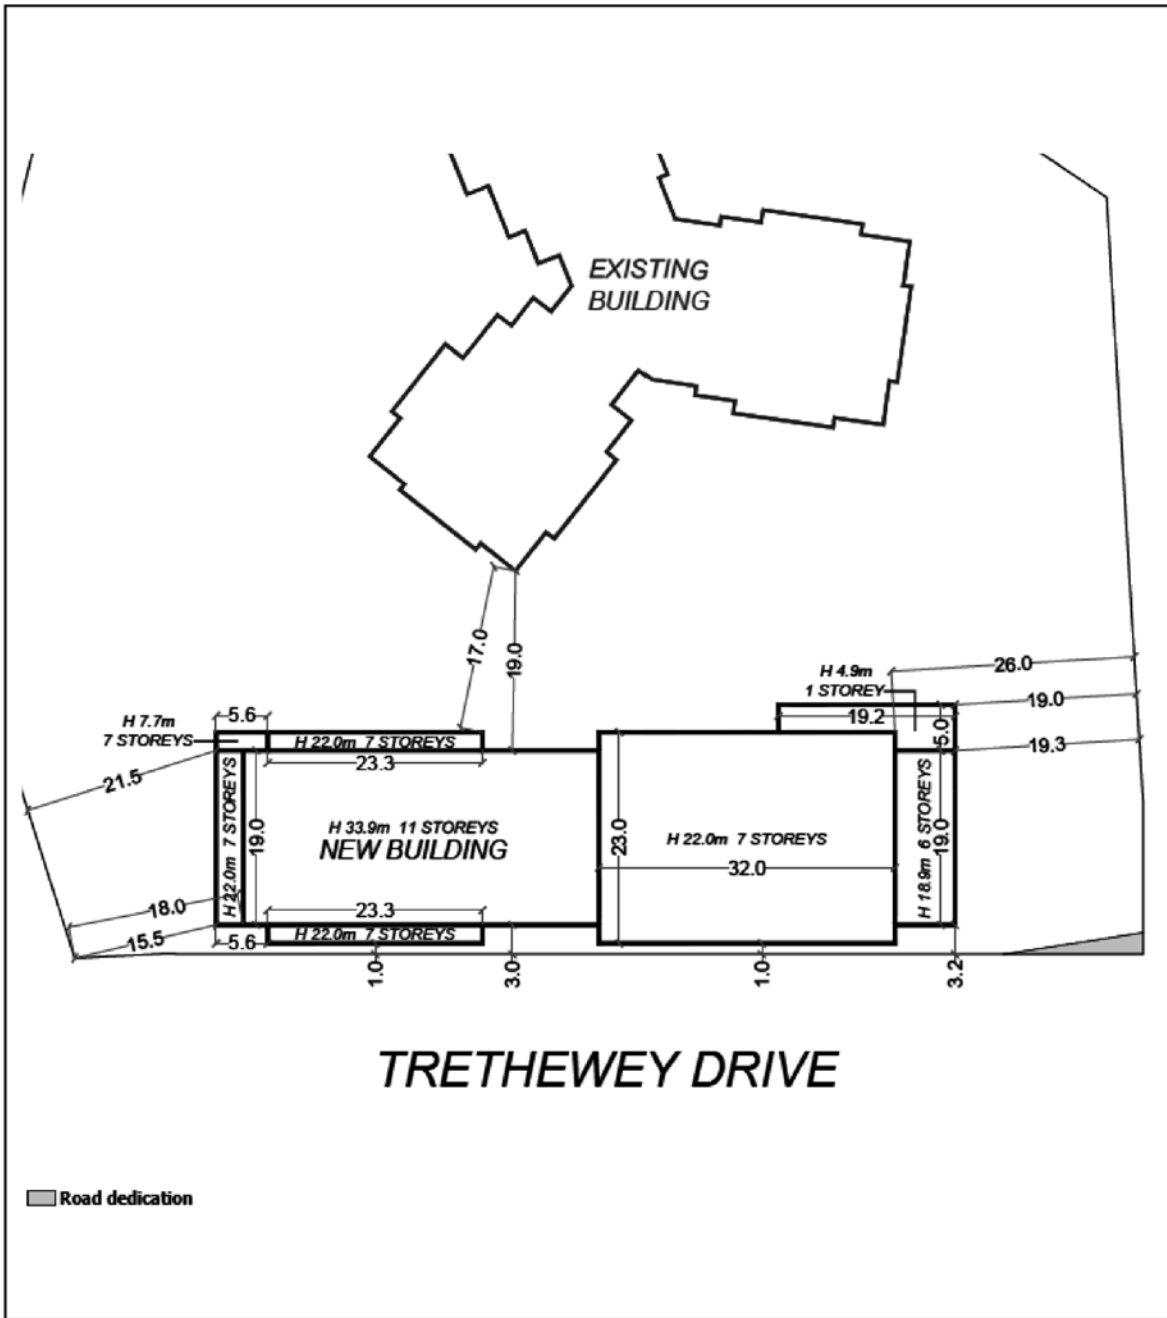 EXISTING
BUILDING
17.0
19.0
26.0
H 4.9m
1 STOREY
19.0
19.2
5.0
19.3
H 7.7m
7 STOREYS
5.6
H 22.0m 7 STOREYS
23.3
21.5
H 22.0m 7 STOREYS
19.0
H 33.9m 11 STOREYS
NEW BUILDING
23.0
H 22.0m 7 STOREYS
32.0
H 18.9m 6 STOREYS
19.0
18.0
23.3
15.5
5.6
H 22.0m 7 STOREYS
1.0
3.0
1.0
3.2
TRETHEWEY DRIVE
Road dedication